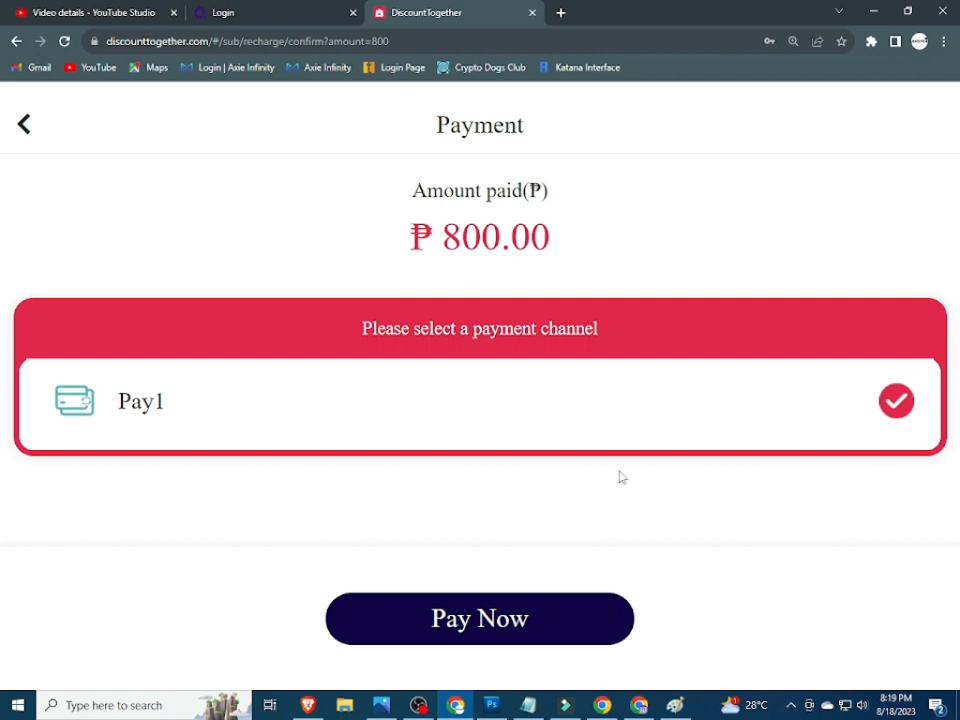 Video details - YouTube Studio
Login
DiscountTogether
discounttogether.com/#/sub/recharge/confirm?amount=800
Gmail
YouTube
Maps
Login | Axie Infinity
Axie Infinity
Login Page
Crypto Dogs Club
Katana Interface
Payment
Amount paid(₱)
₱ 800.00
Please select a payment channel
Pay1
Pay Now
Type here to search
Ps
28°C
8:19 PM
8/18/2023
2